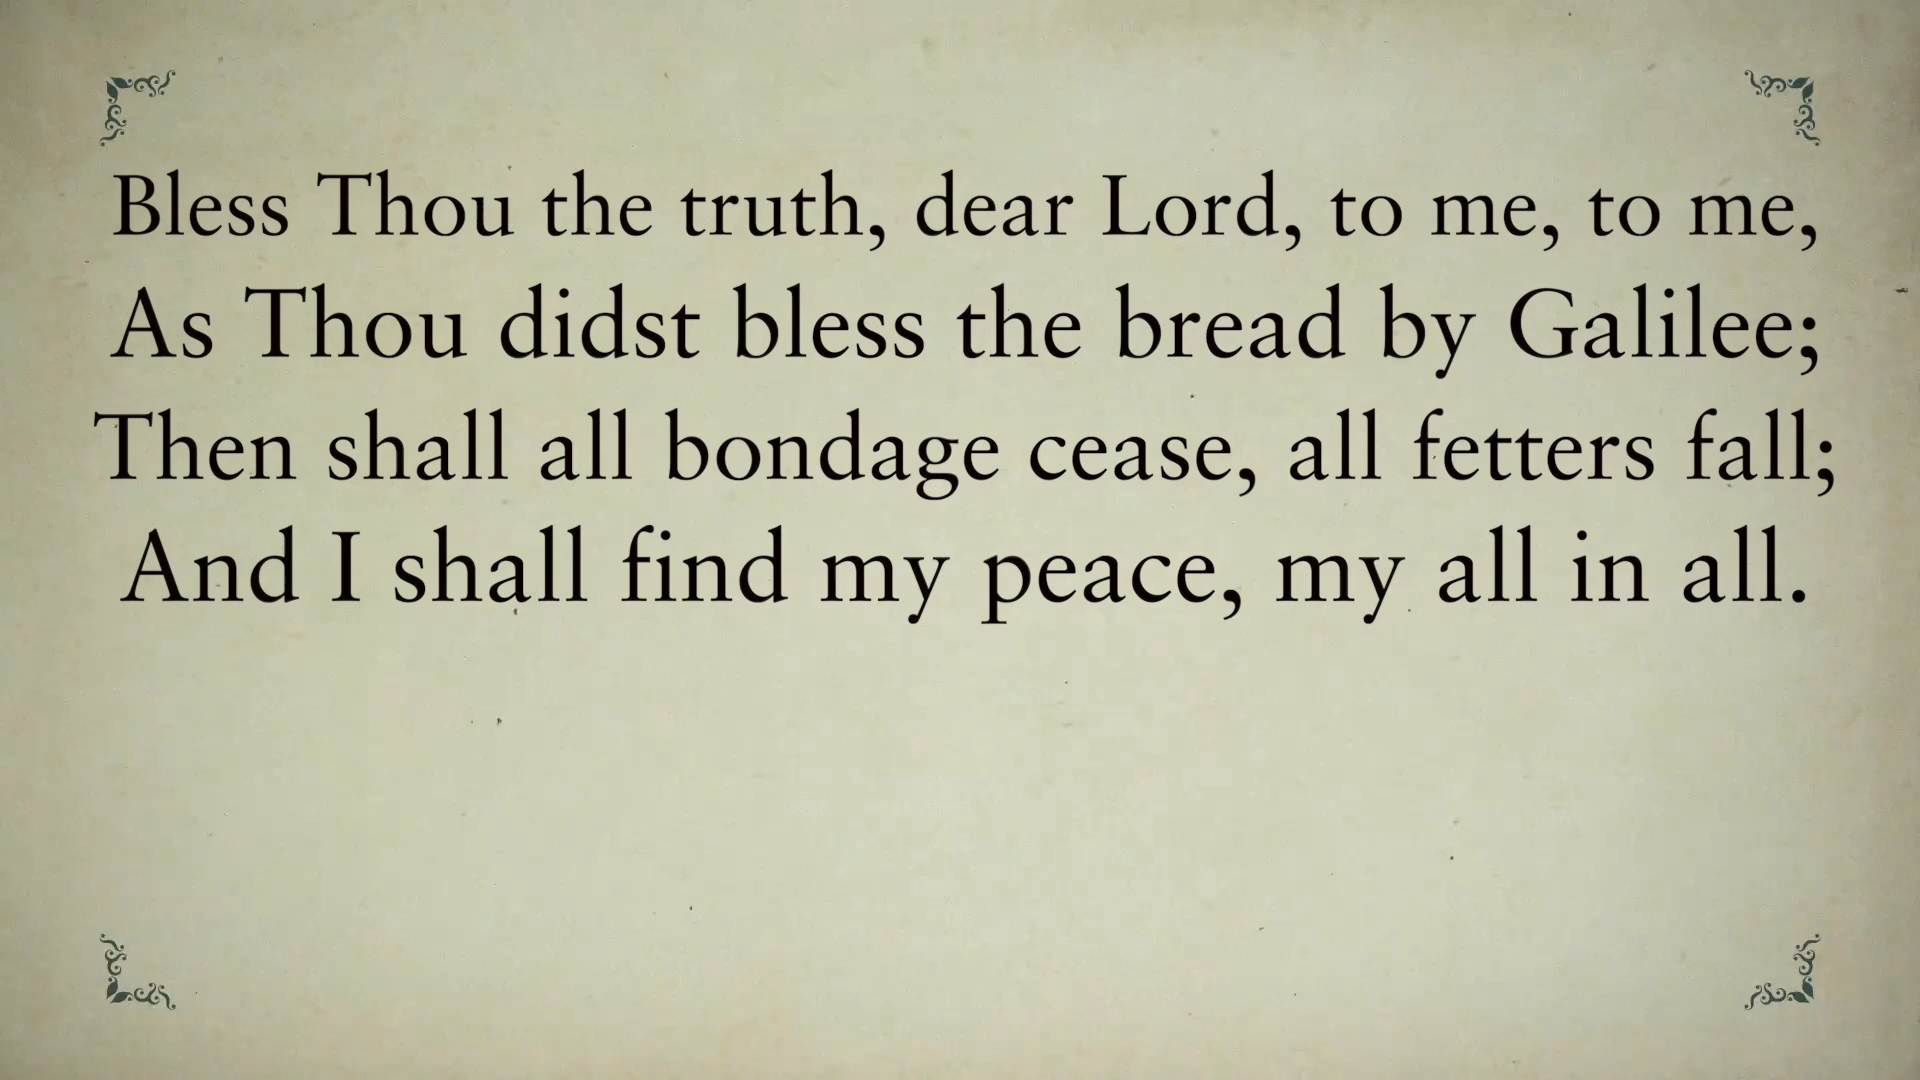 Bless Thou the truth, dear Lord, to me, to me,
As Thou didst bless the bread by Galilee;
Then shall all bondage cease, all fetters fall;
And I shall find my peace, my all in all.